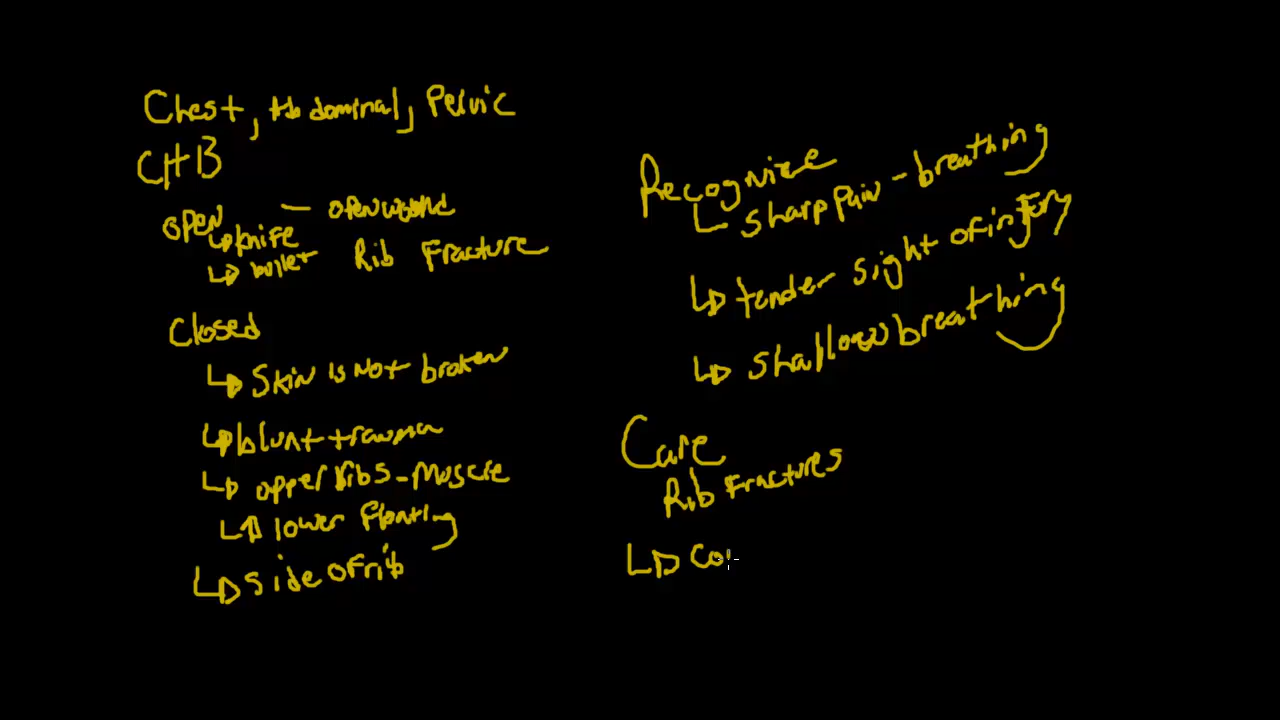 Chest, Abdominal, Pelvic
CH13
open — open wound
knife
bullet
Rib Fracture
Closed
Skin is not broken
blunt trauma
upper Ribs - Muscle
lower floating
side of rib
Recognize
sharp pain - breathing
tender sight of injury
shallow breathing
Care
Rib Fractures
Co